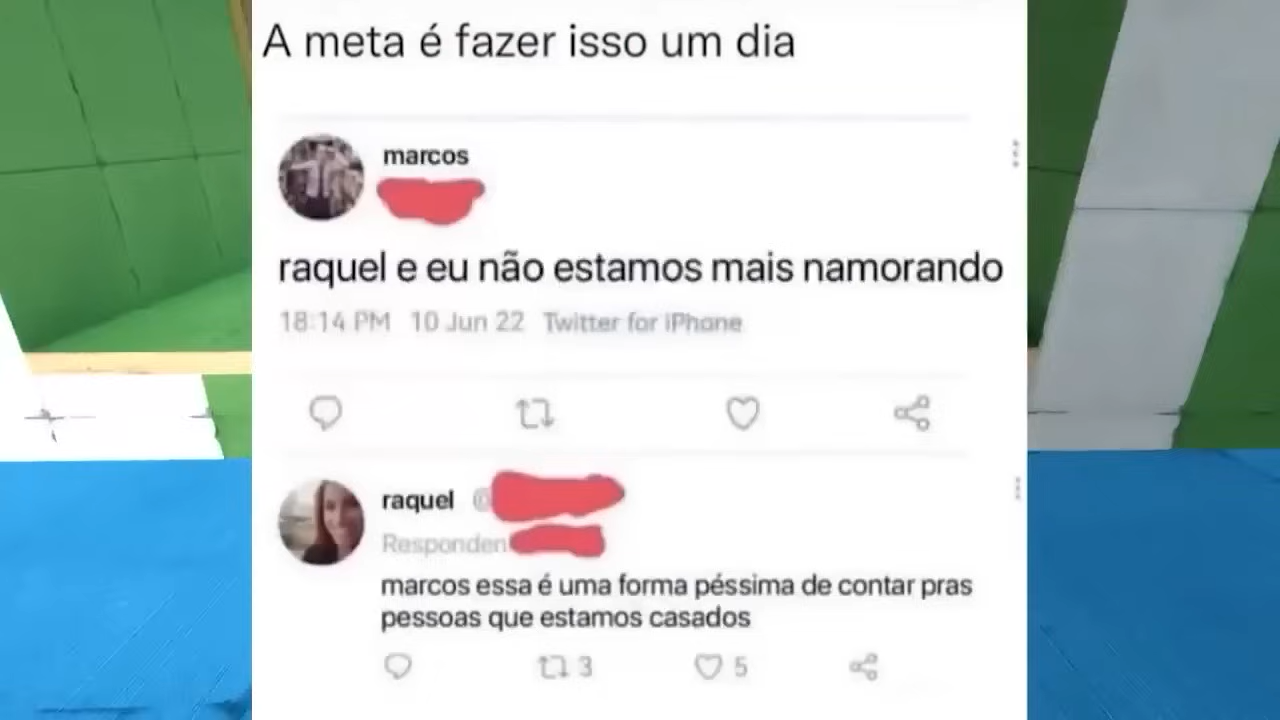 A meta é fazer isso um dia
marcos
raquel e eu não estamos mais namorando
18:14 PM 10 Jun 22 Twitter for iPhone
raquel @
Responden
marcos essa é uma forma péssima de contar pras
pessoas que estamos casados
3 5